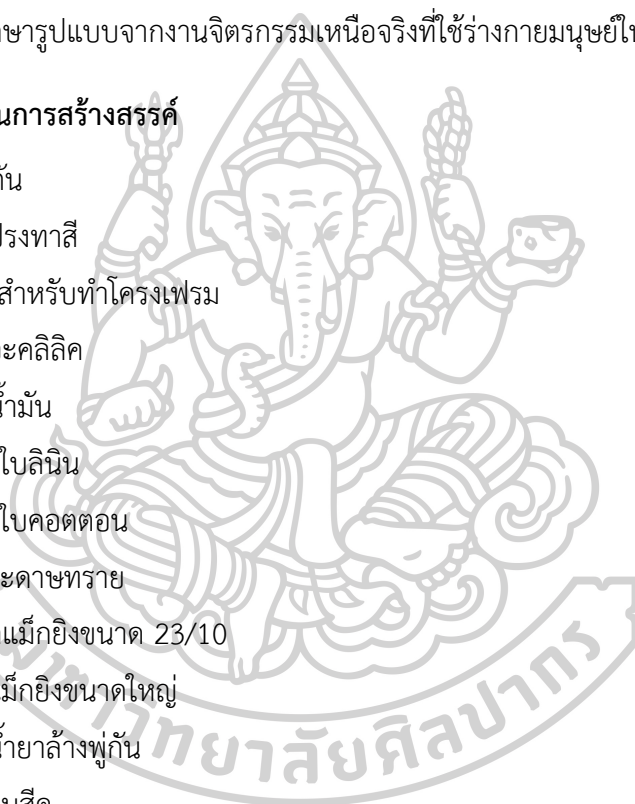 ษารูปแบบจากงานจิตรกรรมเหนือจริงที่ใช้ร่างกายมนุษย์ใ
นการสร้างสรรค์
กัน
ปรงทาสี
สำหรับทำโครงเฟรม
ะคลิลิค
น้ำมัน
ใบลินิน
ใบคอตตอน
ะดาษทราย
แม็กยิงขนาด 23/10
ม็กยิงขนาดใหญ่
น้ำยาล้างพู่กัน
มหาวิทยาลัยศิลปากร